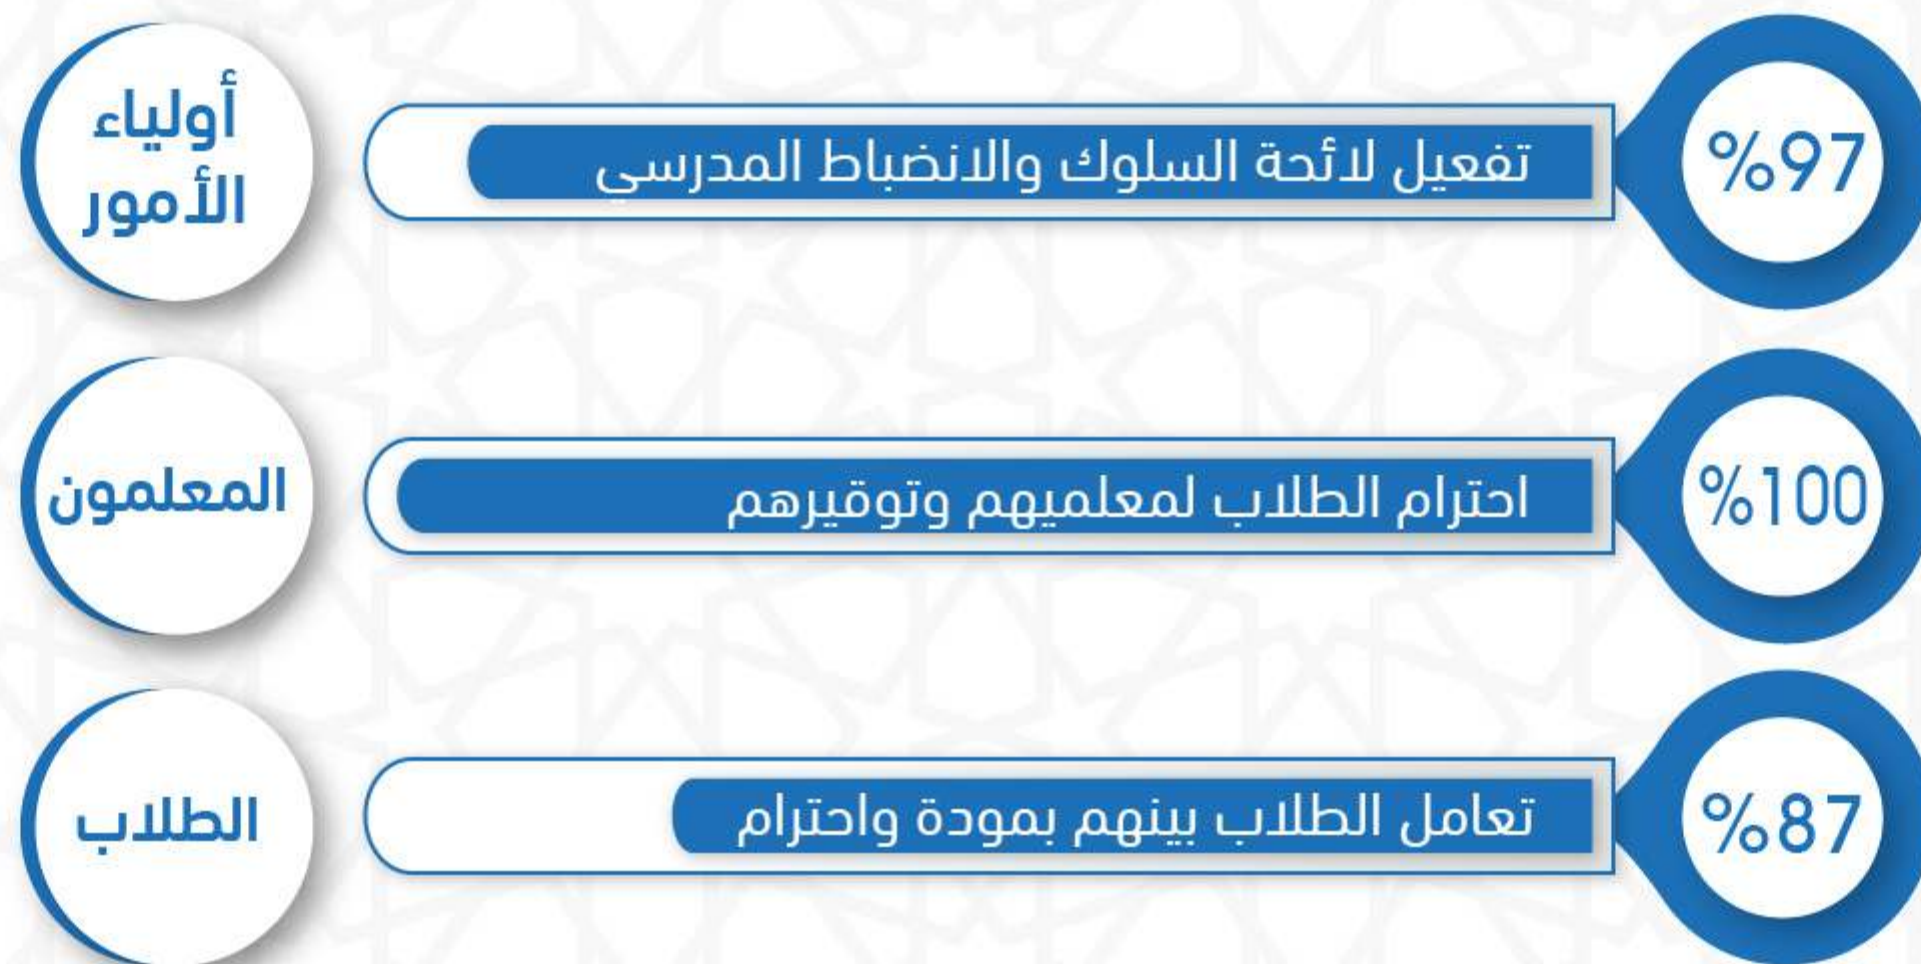 %97
تفعيل لائحة السلوك والانضباط المدرسي
أولياء
الأمور
%100
احترام الطلاب لمعلميهم وتوقيرهم
المعلمون
%87
تعامل الطلاب بينهم بمودة واحترام
الطلاب